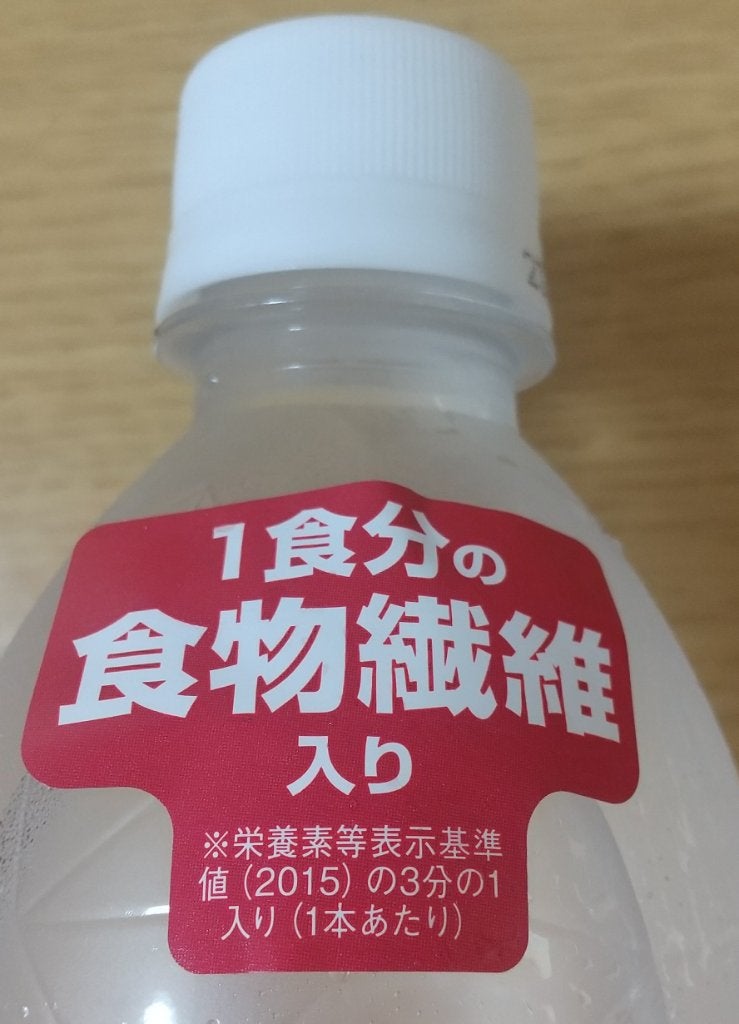 1食分の
食物繊維
入り
※栄養素等表示基準
値(2015)の3分の1
入り(1本あたり)